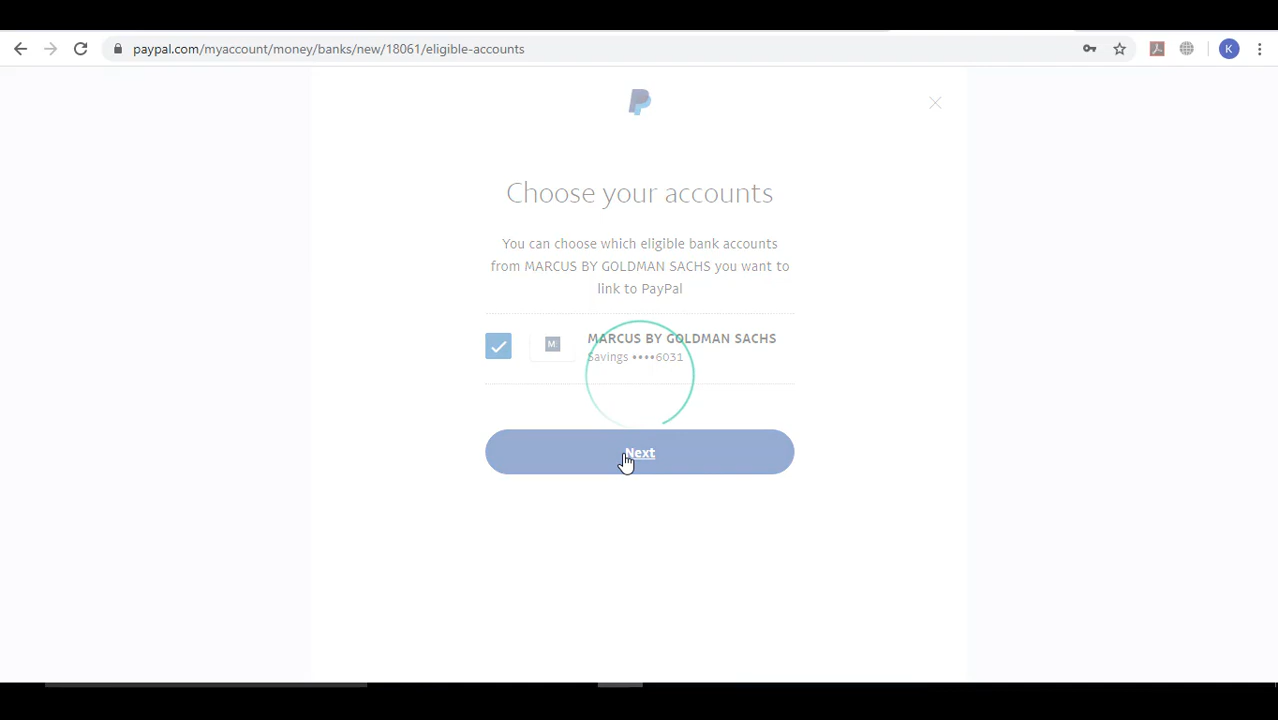 paypal.com/myaccount/money/banks/new/18061/eligible-accounts
K
Choose your accounts
You can choose which eligible bank accounts
from MARCUS BY GOLDMAN SACHS you want to
link to PayPal
M:
MARCUS BY GOLDMAN SACHS
Savings ••••6031
Next